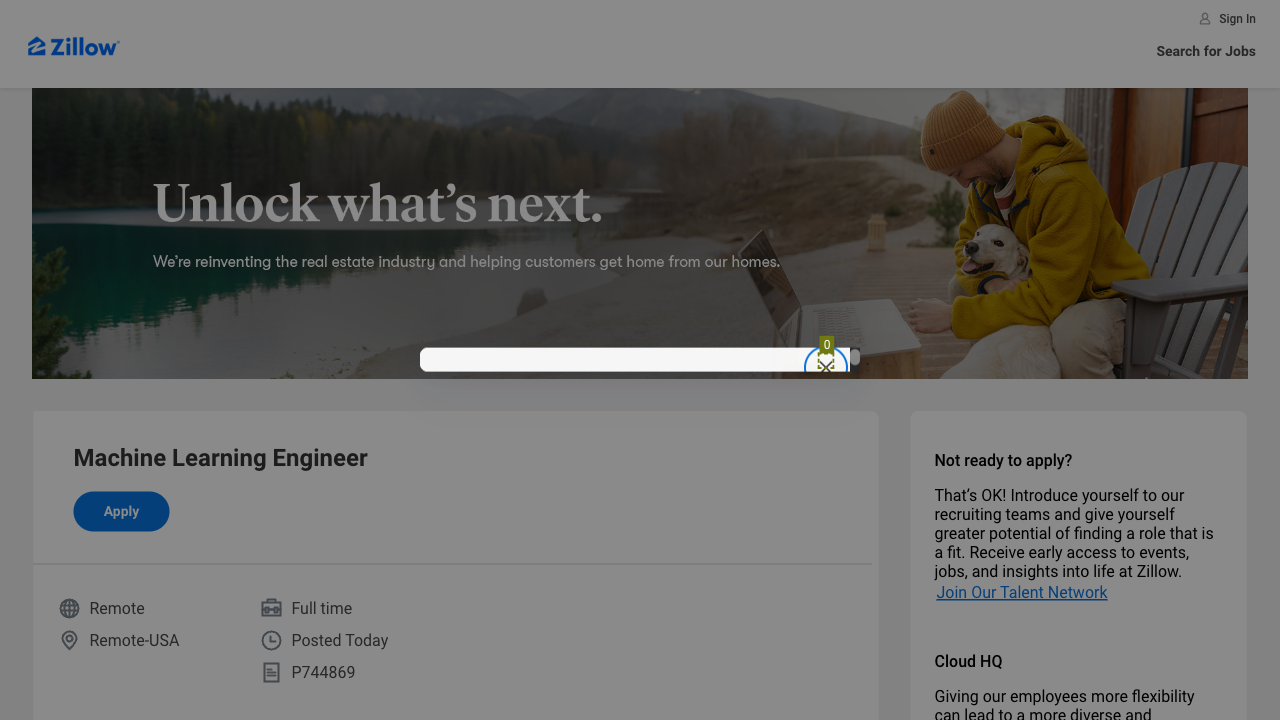 Sign In
Zillow
Search for Jobs
Unlock what's next.
We're reinventing the real estate industry and helping customers get home from our homes.
0
Machine Learning Engineer
Apply
Remote
Full time
Remote-USA
Posted Today
P744869
Not ready to apply?
That's OK! Introduce yourself to our
recruiting teams and give yourself
greater potential of finding a role that is
a fit. Receive early access to events,
jobs, and insights into life at Zillow.
Join Our Talent Network
Cloud HQ
Giving our employees more flexibility
can lead to a more diverse and